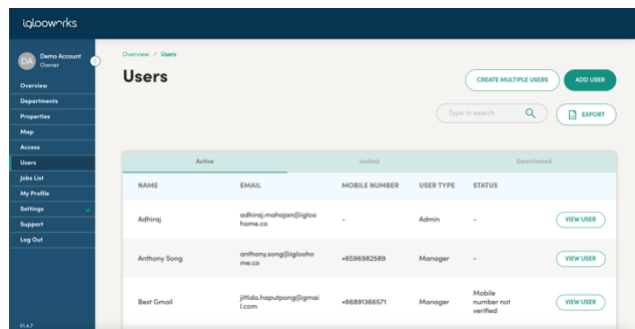 iglooworks
DA
Demo Account
Owner
Overview
Departments
Properties
Map
Access
Users
Jobs List
My Profile
Settings
Support
Log Out
V1.4.7
Overview / Users
Users
CREATE MULTIPLE USERS
ADD USER
Type in search
EXPORT
Active Invited Deactivated
NAME EMAIL MOBILE NUMBER USER TYPE STATUS
Adhiraj adhiraj.mahajan@igloo - Admin - VIEW USER
home.co
Anthony Song anthony.song@iglooho +6596982589 Manager - VIEW USER
me.co
Best Gmail jittida.haputpong@gmai +66891366571 Manager Mobile VIEW USER
l.com number not
verified